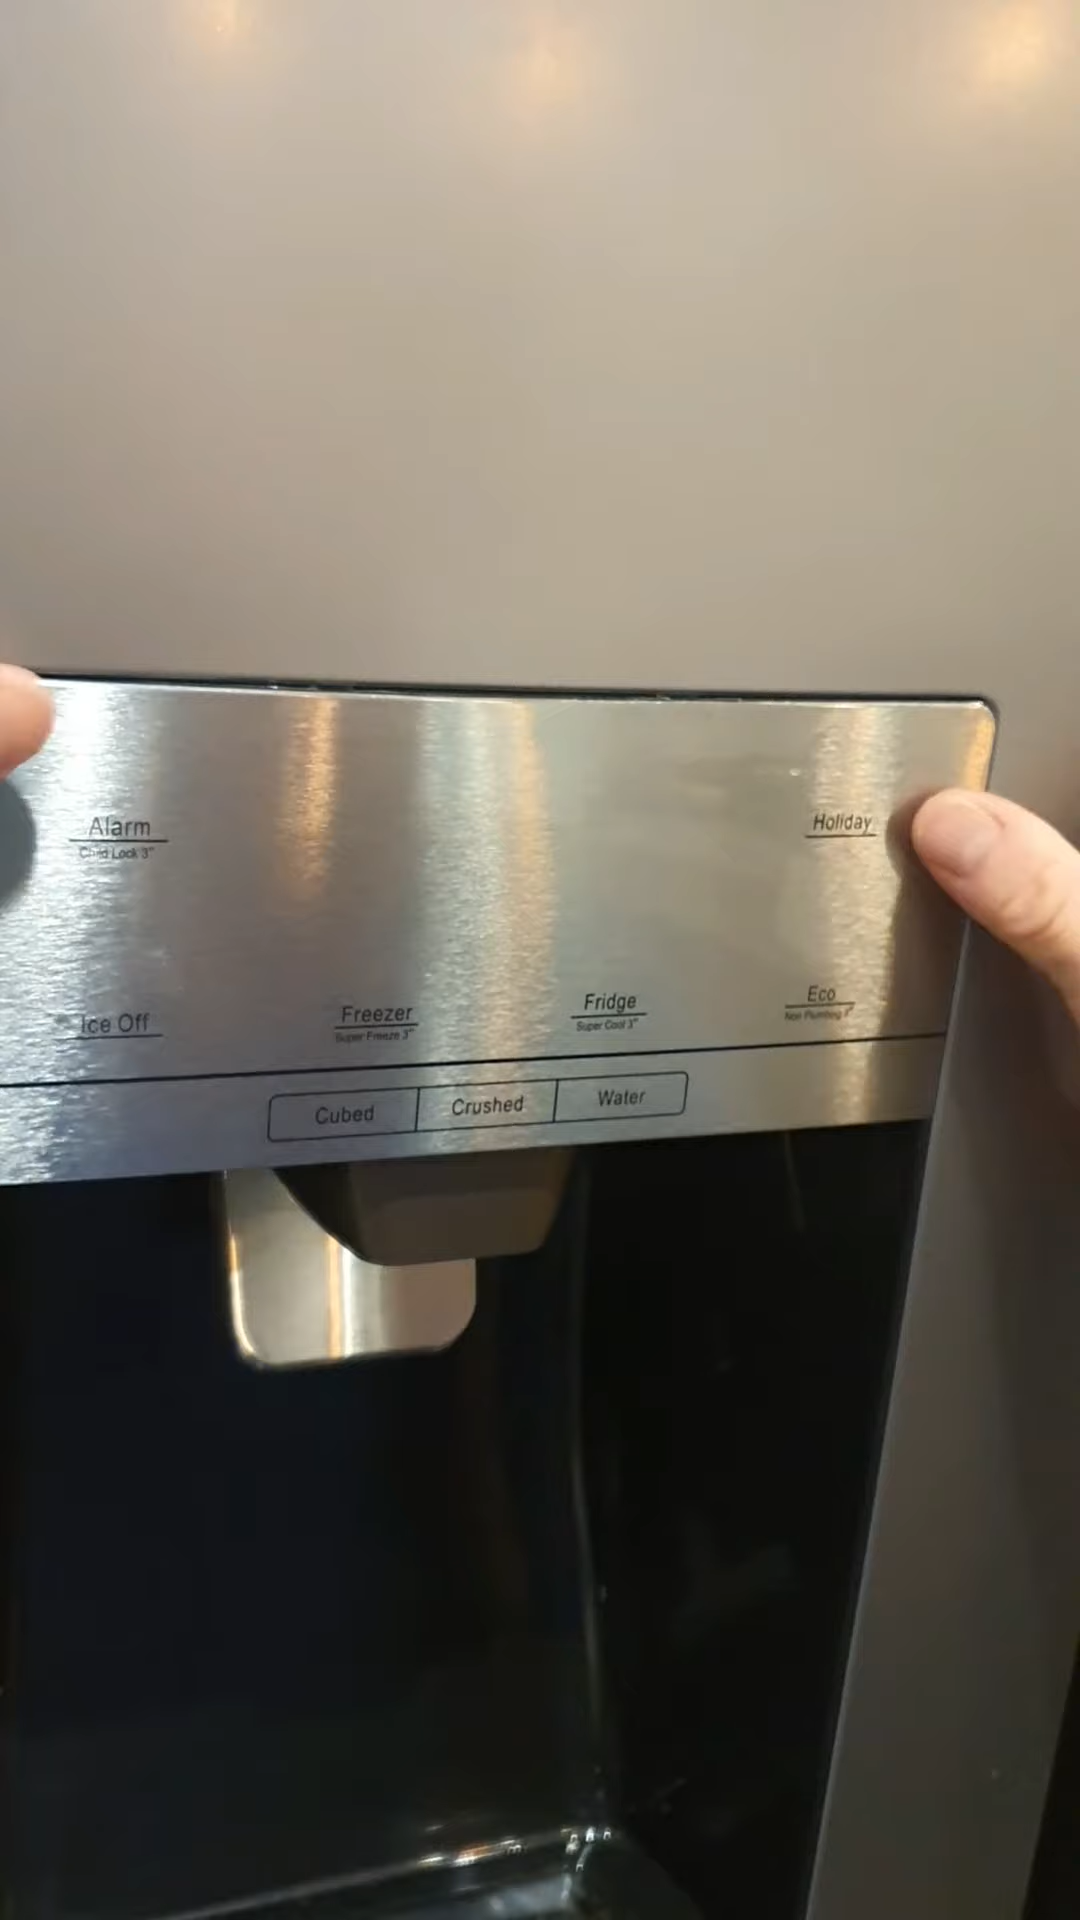 Alarm
Child Lock 3"
Holiday
Ice Off
Freezer
Super Freeze 3"
Fridge
Super Cool 3"
Eco
Non Plumbing 3"
Cubed
Crushed
Water